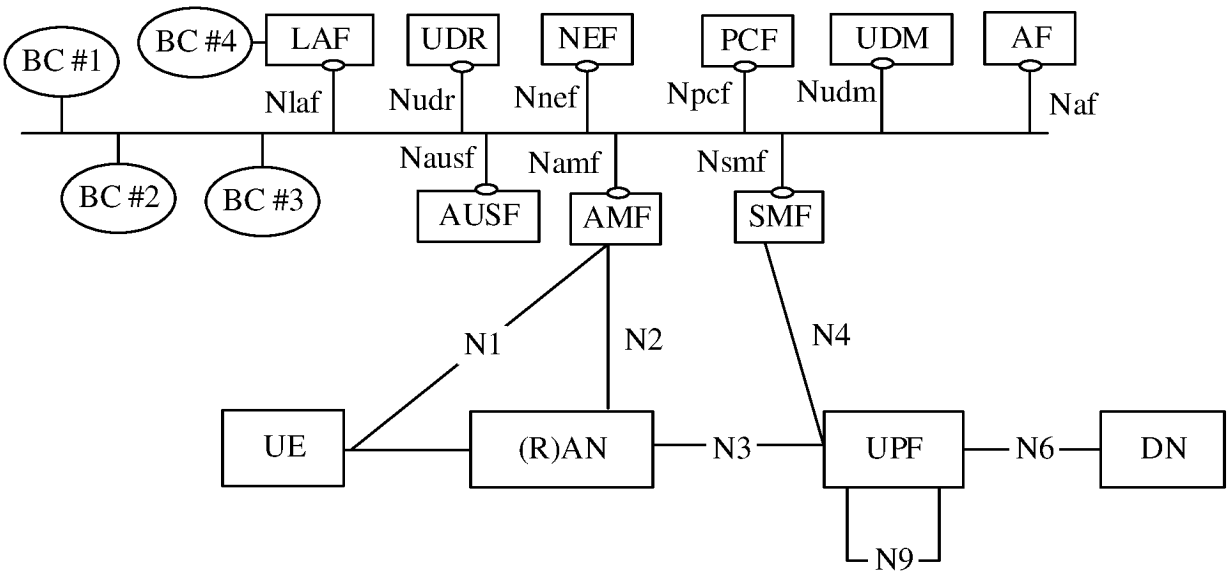 BC #1
BC #4
LAF
UDR
NEF
PCF
UDM
AF
Nlaf
Nudr
Nnef
Npcf
Nudm
Naf
BC #2
BC #3
Nausf
Namf
Nsmf
AUSF
AMF
SMF
N1
N2
N4
UE
(R)AN
N3
UPF
N6
DN
N9